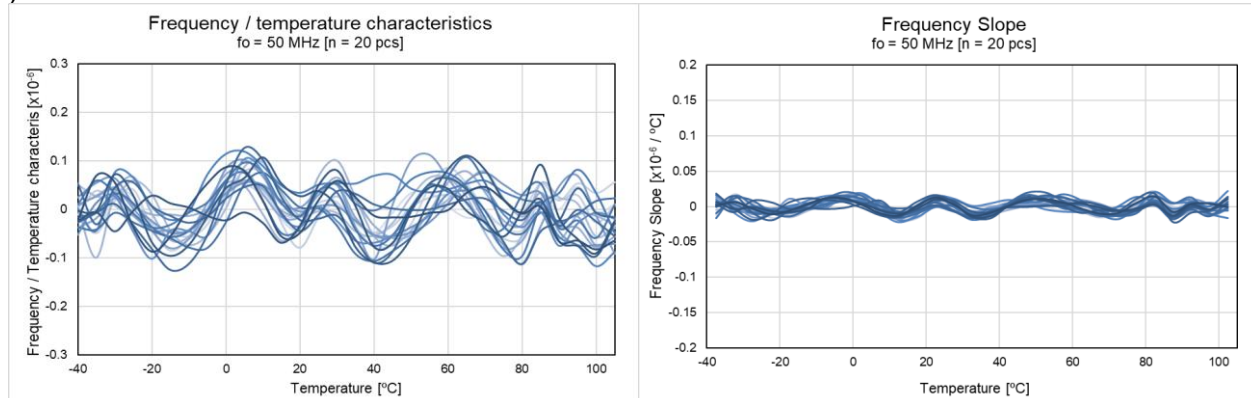 )
Frequency / temperature characteristics
fo = 50 MHz [n = 20 pcs]
Frequency / Temperature characteris [x10⁻⁶]
0.3
0.2
0.1
0
-0.1
-0.2
-0.3
-40 -20 0 20 40 60 80 100
Temperature [ºC]
Frequency Slope
fo = 50 MHz [n = 20 pcs]
Frequency Slope [x10⁻⁶ / ºC]
0.2
0.15
0.1
0.05
0
-0.05
-0.1
-0.15
-0.2
-40 -20 0 20 40 60 80 100
Temperature [ºC]